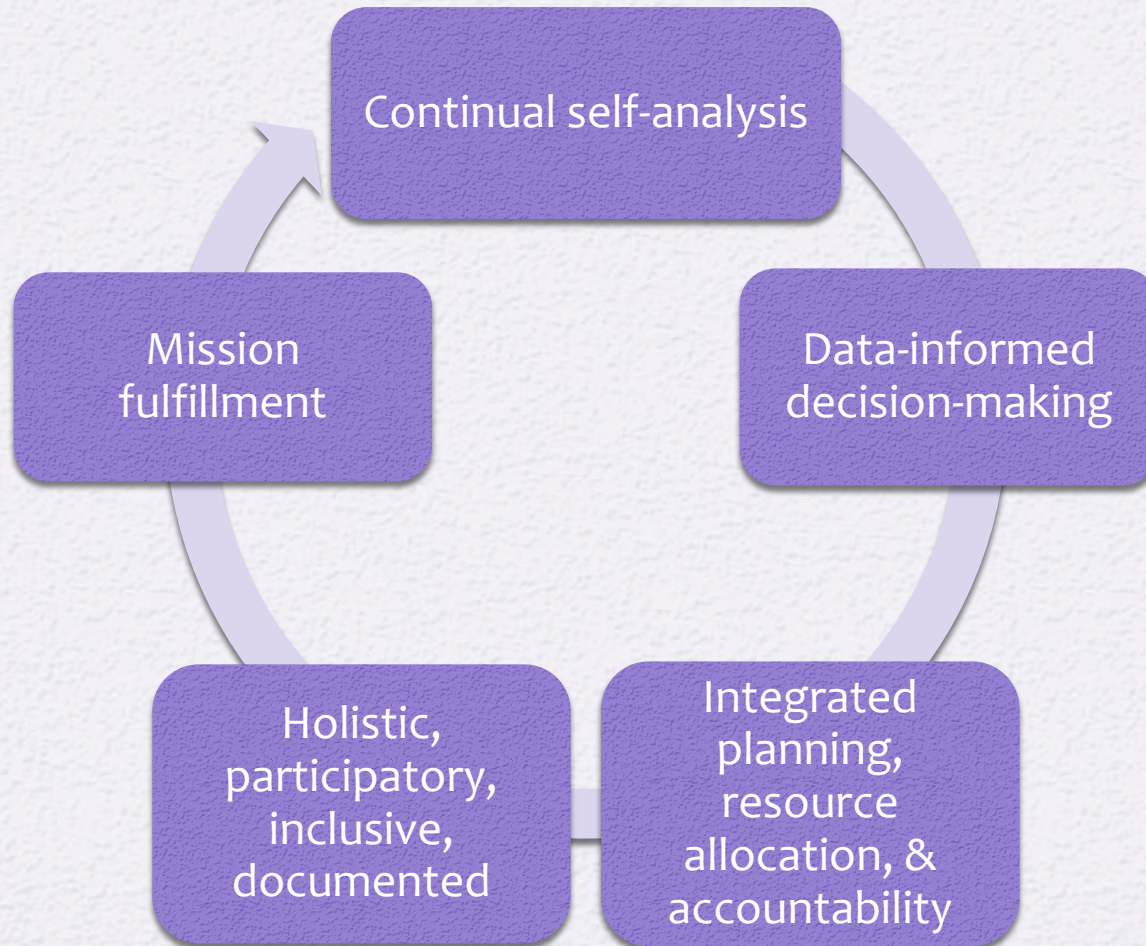 Continual self-analysis
Data-informed
decision-making
Integrated
planning,
resource
allocation, &
accountability
Holistic,
participatory,
inclusive,
documented
Mission
fulfillment